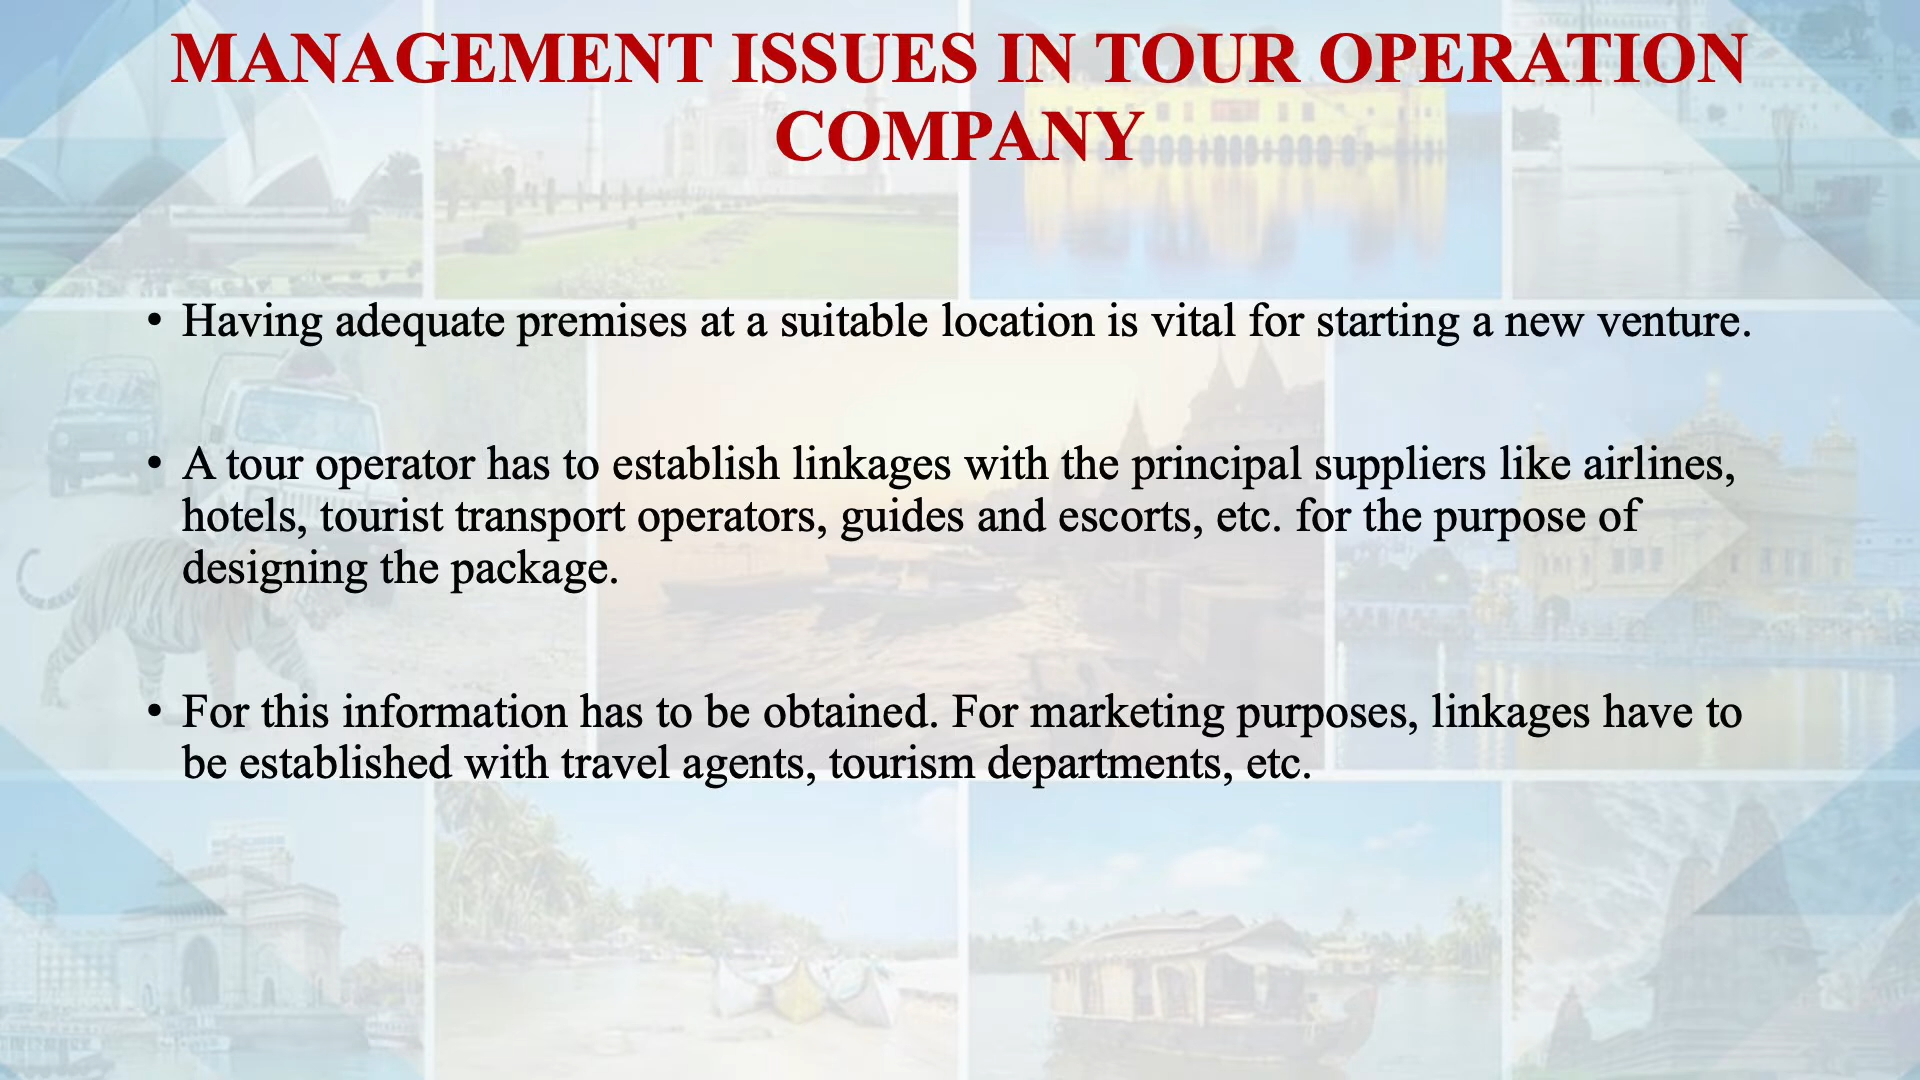 MANAGEMENT ISSUES IN TOUR OPERATION
COMPANY
• Having adequate premises at a suitable location is vital for starting a new venture.
• A tour operator has to establish linkages with the principal suppliers like airlines,
hotels, tourist transport operators, guides and escorts, etc. for the purpose of
designing the package.
• For this information has to be obtained. For marketing purposes, linkages have to
be established with travel agents, tourism departments, etc.